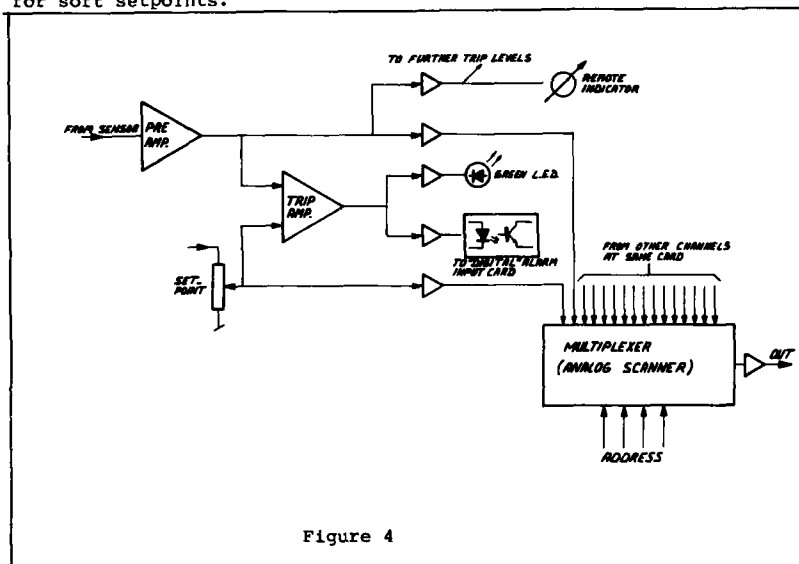 for soft setpoints.
TO FURTHER TRIP LEVELS
REMOTE
INDICATOR
FROM SENSOR
PRE
AMP.
GREEN L.E.D.
TRIP
AMP.
TO "DIGITAL" ALARM
INPUT CARD
FROM OTHER CHANNELS
AT SAME CARD
SET-
POINT
MULTIPLEXER
(ANALOG SCANNER)
OUT
ADDRESS
Figure 4